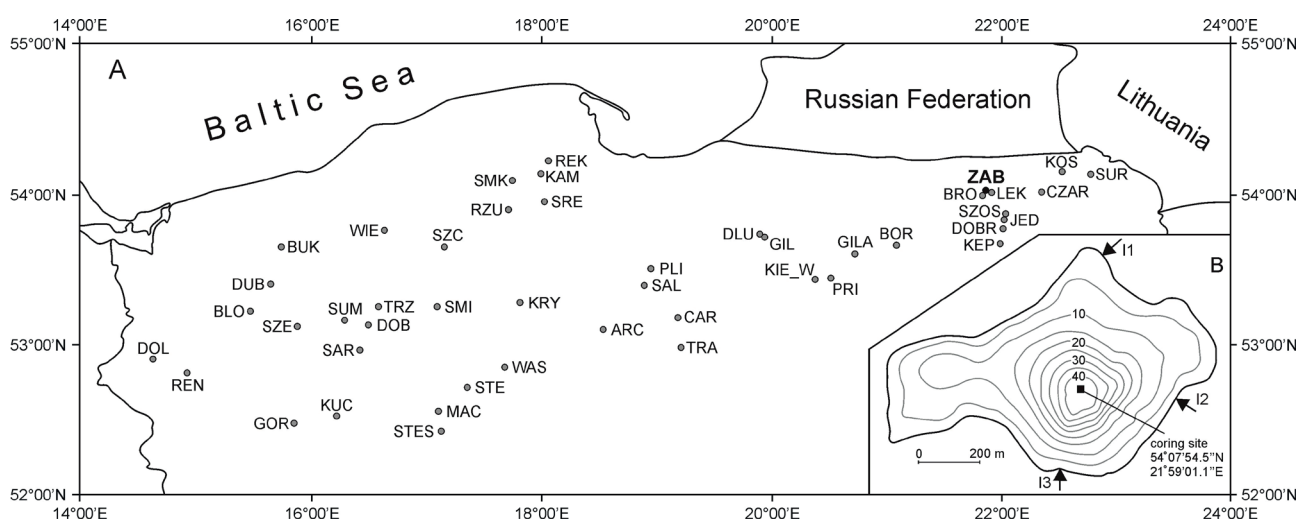 14°00'E 16°00'E 18°00'E 20°00'E 22°00'E 24°00'E
55°00'N 55°00'N
A
Baltic Sea
Russian Federation
Lithuania
REK
KAM
SMK
KOS
SUR
ZAB
54°00'N BRO LEK CZAR 54°00'N
SRE
RZU
SZOS
JED
WIE
SZC
DOBR
BUK
DLU
GIL
GILA
BOR
KEP
KIE_W
PRI
PLI
SAL
DUB
BLO
SZE
SUM
TRZ
DOB
SMI
KRY
ARC
CAR
TRA
SAR
53°00'N 53°00'N
DOL
REN
WAS
STE
KUC
MAC
GOR
STES
B
I1
10
20
30
40
I2
coring site
54°07'54.5"N
21°59'01.1"E
0 200 m
I3
52°00'N 52°00'N
14°00'E 16°00'E 18°00'E 20°00'E 22°00'E 24°00'E